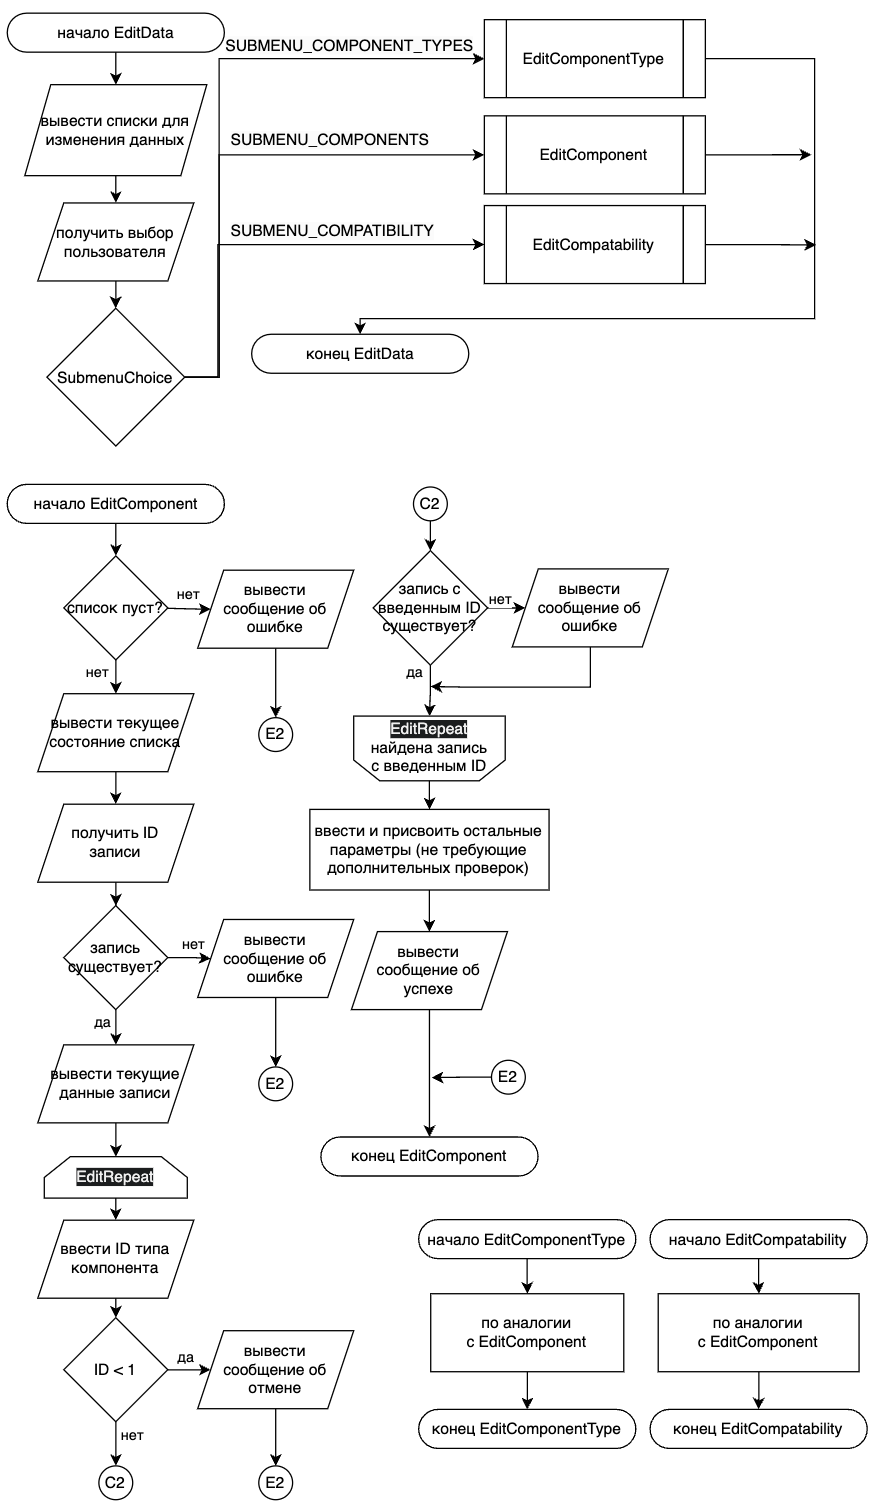 начало EditData
вывести списки для
изменения данных
получить выбор
пользователя
SubmenuChoice
SUBMENU_COMPONENT_TYPES
EditComponentType
SUBMENU_COMPONENTS
EditComponent
SUBMENU_COMPATIBILITY
EditCompatability
конец EditData
начало EditComponent
список пуст?
нет
вывести
сообщение об
ошибке
E2
нет
вывести текущее
состояние списка
получить ID
записи
запись
существует?
нет
вывести
сообщение об
ошибке
E2
да
вывести текущие
данные записи
EditRepeat
ввести ID типа
компонента
ID < 1
да
вывести
сообщение об
отмене
E2
нет
C2
C2
запись с
введенным ID
существует?
нет
вывести
сообщение об
ошибке
да
EditRepeat
найдена запись
с введенным ID
ввести и присвоить остальные
параметры (не требующие
дополнительных проверок)
вывести
сообщение об
успехе
E2
конец EditComponent
начало EditComponentType
по аналогии
с EditComponent
конец EditComponentType
начало EditCompatability
по аналогии
с EditComponent
конец EditCompatability